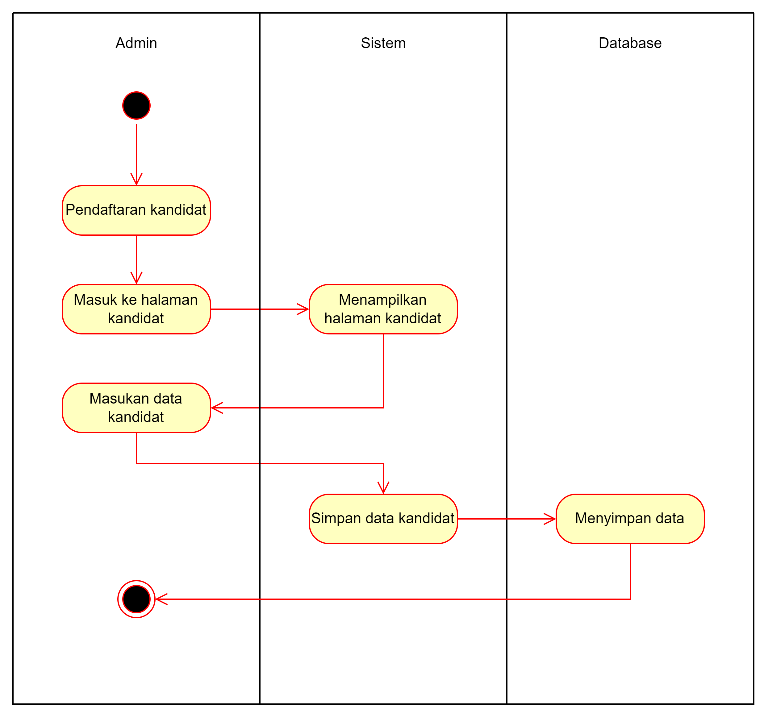 Admin
Sistem
Database
Pendaftaran kandidat
Masuk ke halaman
kandidat
Menampilkan
halaman kandidat
Masukan data
kandidat
Simpan data kandidat
Menyimpan data